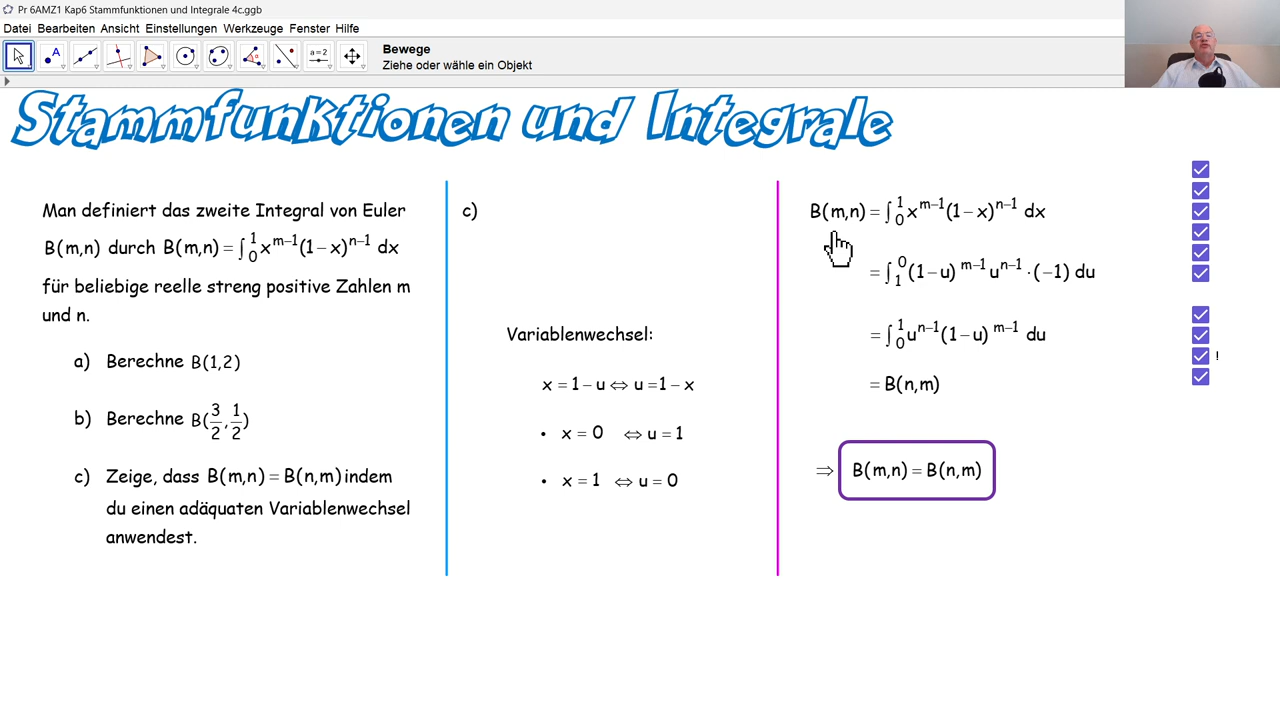 Pr 6AMZ1 Kap6 Stammfunktionen und Integrale 4c.ggb
Datei Bearbeiten Ansicht Einstellungen Werkzeuge Fenster Hilfe
A
a=2
Bewege
Ziehe oder wähle ein Objekt
Stammfunktionen und Integrale
Man definiert das zweite Integral von Euler
B(m,n) durch B(m,n) = ∫₀¹ x^(m−1)(1−x)^(n−1) dx
für beliebige reelle streng positive Zahlen m
und n.
a) Berechne B(1,2)
b) Berechne B(3/2, 1/2)
c) Zeige, dass B(m,n) = B(n,m) indem
du einen adäquaten Variablenwechsel
anwendest.
c)
Variablenwechsel:
x = 1 − u ⇔ u = 1 − x
• x = 0 ⇔ u = 1
• x = 1 ⇔ u = 0
B(m,n) = ∫₀¹ x^(m−1)(1−x)^(n−1) dx
= ∫₁⁰ (1−u)^(m−1) u^(n−1) · (−1) du
= ∫₀¹ u^(n−1)(1−u)^(m−1) du
= B(n,m)
⇒ B(m,n) = B(n,m)
!